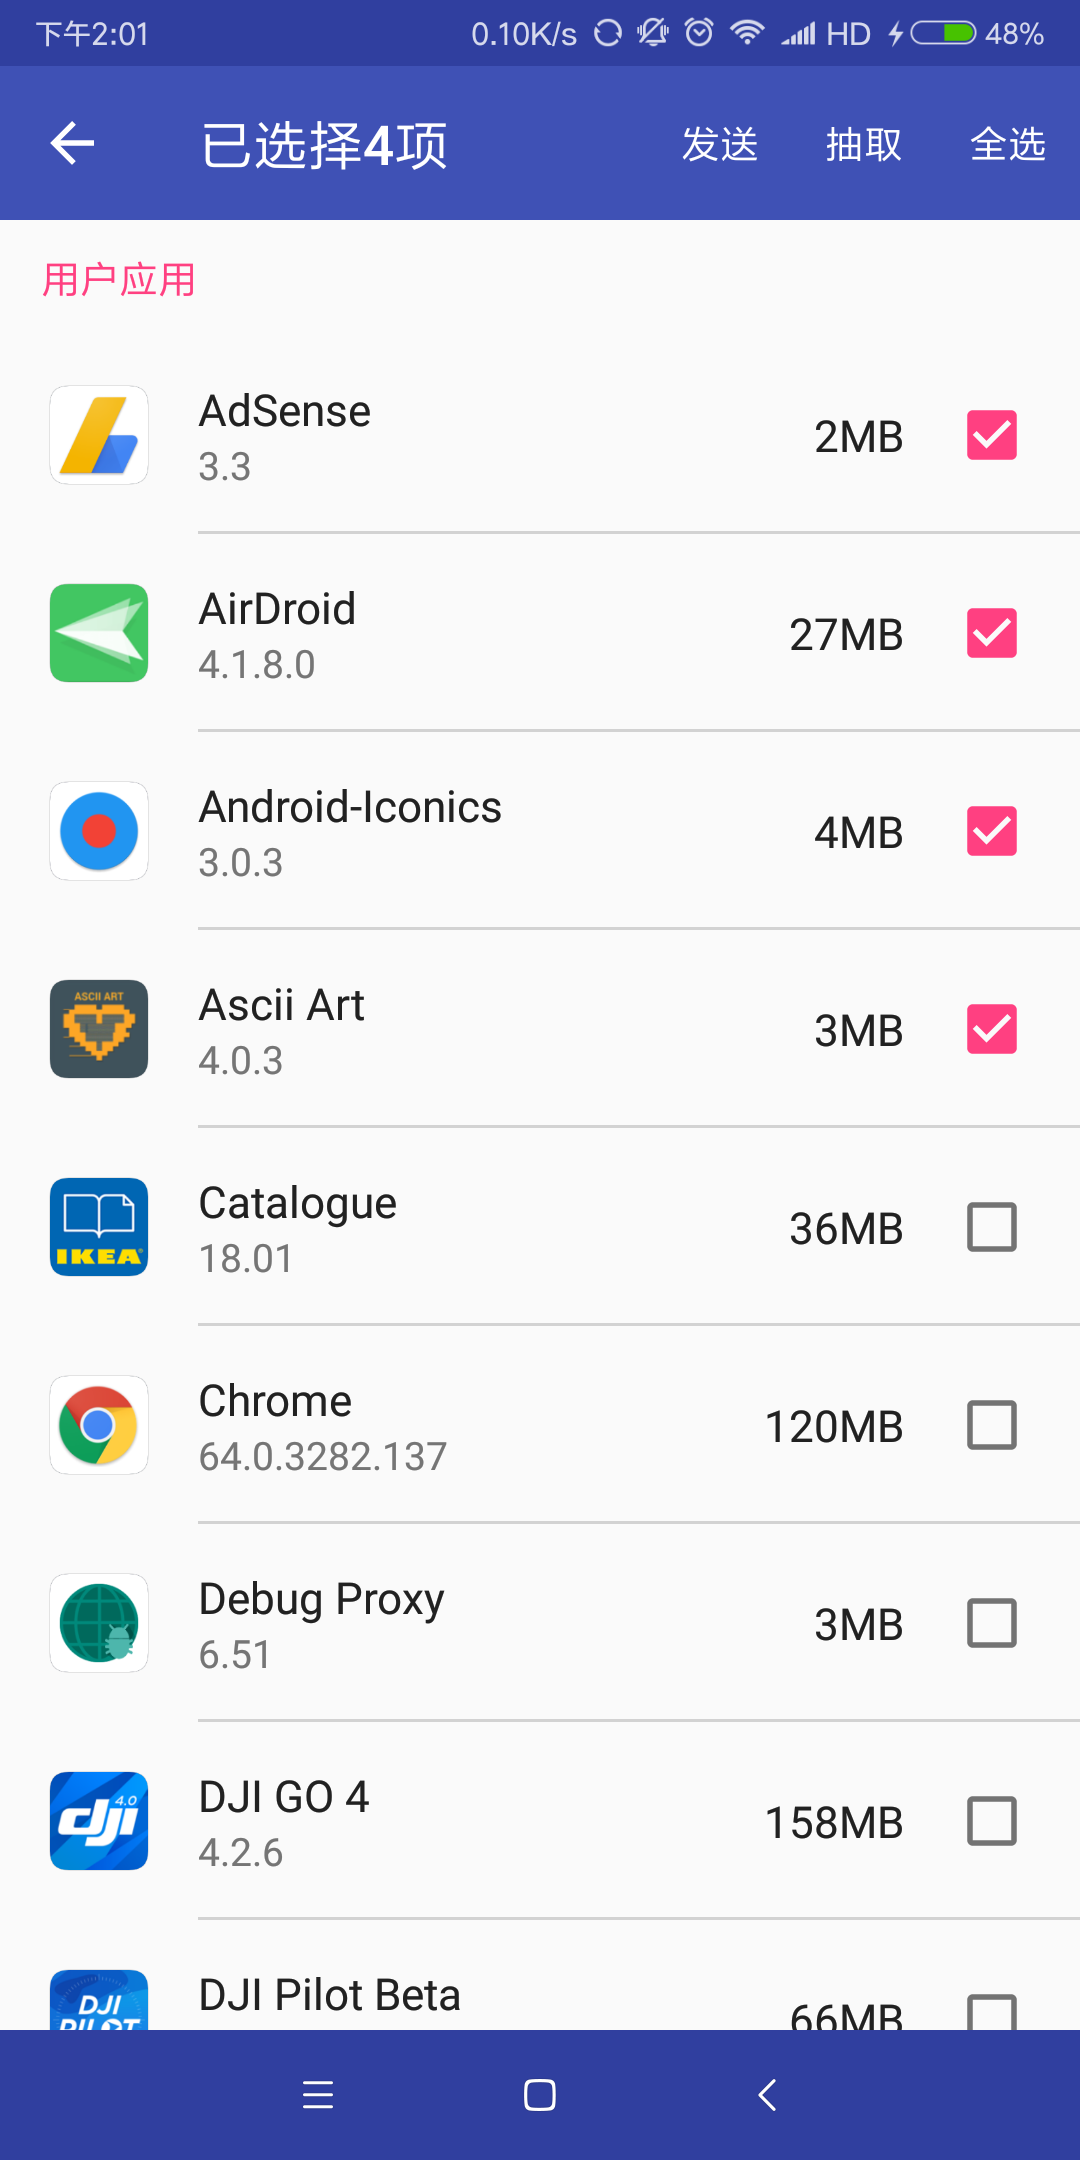 下午2:01 0.10K/s HD 48%
已选择4项 发送 抽取 全选
用户应用
AdSense
3.3
2MB
AirDroid
4.1.8.0
27MB
Android-Iconics
3.0.3
4MB
ASCII ART
Ascii Art
4.0.3
3MB
IKEA
Catalogue
18.01
36MB
Chrome
64.0.3282.137
120MB
Debug Proxy
6.51
3MB
dji 4.0
DJI GO 4
4.2.6
158MB
DJI
PILOT
DJI Pilot Beta
66MB